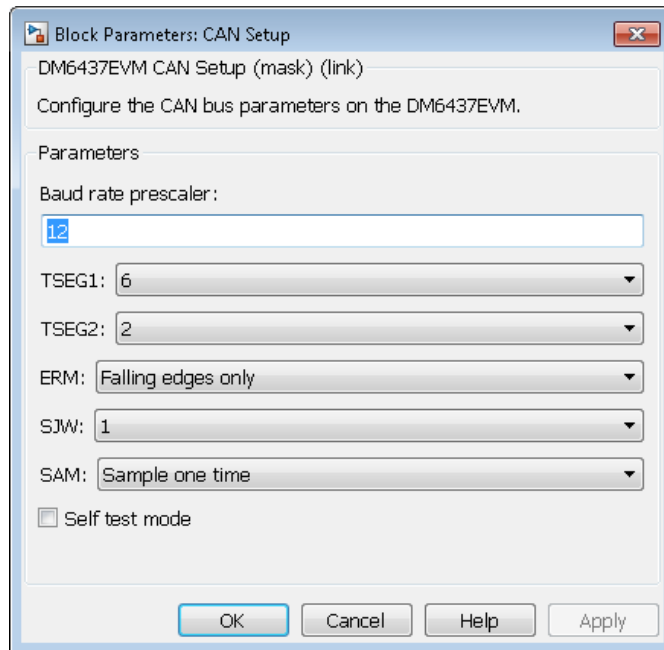 Block Parameters: CAN Setup
DM6437EVM CAN Setup (mask) (link)
Configure the CAN bus parameters on the DM6437EVM.
Parameters
Baud rate prescaler:
12
TSEG1: 6
TSEG2: 2
ERM: Falling edges only
SJW: 1
SAM: Sample one time
Self test mode
OK Cancel Help Apply